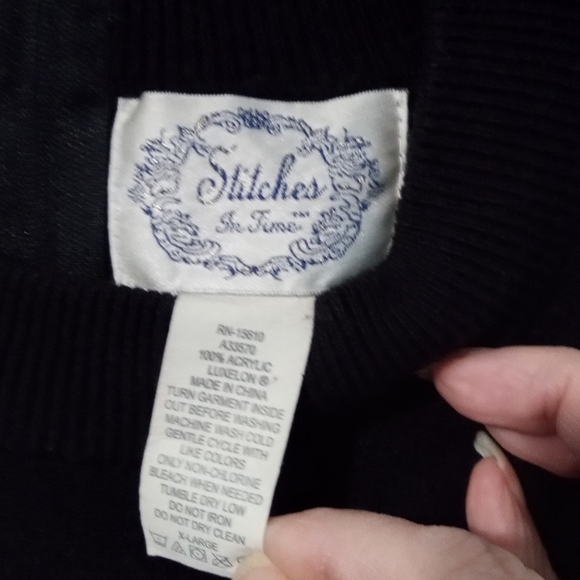 Stitches
In Time™
RN-15610
A33570
100% ACRYLIC
LUXELON ®
MADE IN CHINA
TURN GARMENT INSIDE
OUT BEFORE WASHING
MACHINE WASH COLD
GENTLE CYCLE WITH
LIKE COLORS
ONLY NON-CHLORINE
BLEACH WHEN NEEDED
TUMBLE DRY LOW
DO NOT IRON
DO NOT DRY CLEAN
X-LARGE